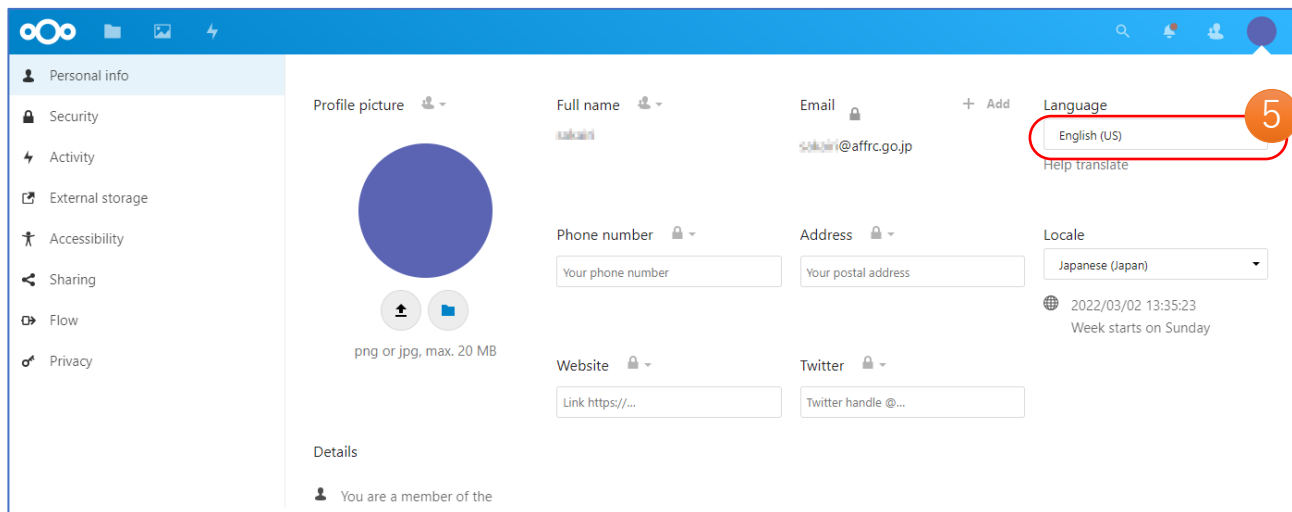 Personal info
Security
Activity
External storage
Accessibility
Sharing
Flow
Privacy
Profile picture
png or jpg, max. 20 MB
Details
You are a member of the
Full name
Email
Add
@affrc.go.jp
Language
5
English (US)
Help translate
Phone number
Your phone number
Address
Your postal address
Locale
Japanese (Japan)
2022/03/02 13:35:23
Week starts on Sunday
Website
Link https://...
Twitter
Twitter handle @...